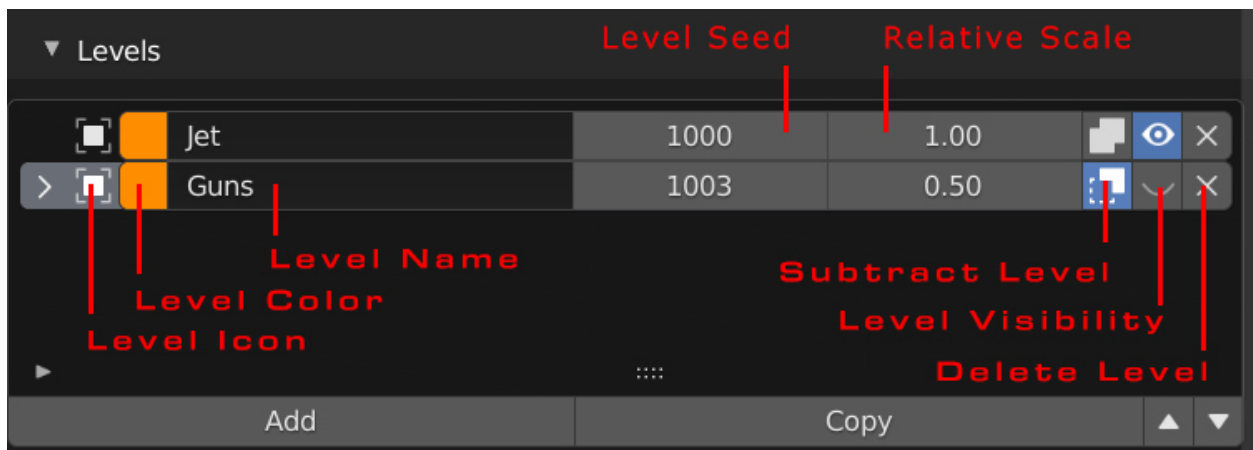 Levels
Level Seed
Relative Scale
Jet 1000 1.00
Guns 1003 0.50
Level Name
Subtract Level
Level Color
Level Visibility
Level Icon
Delete Level
Add Copy